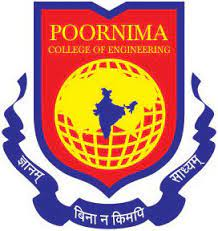 POORNIMA
COLLEGE OF ENGINEERING
ज्ञानम् बिना न किमपि साध्यम्